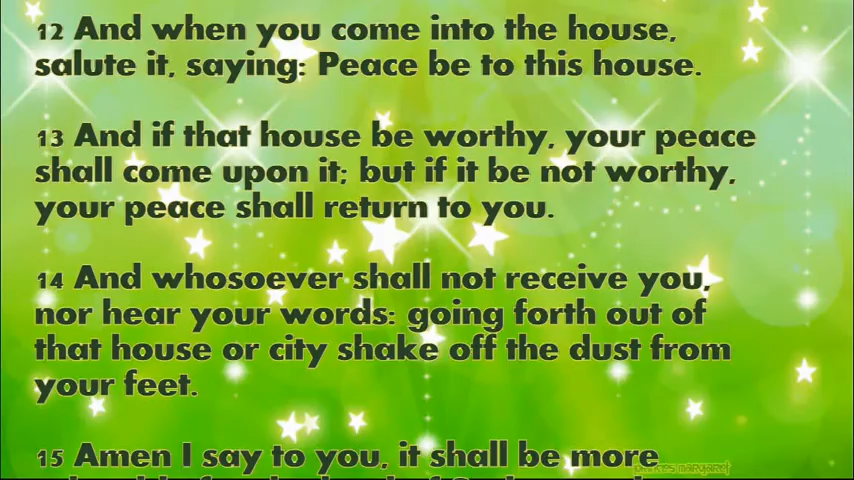 12 And when you come into the house,
salute it, saying: Peace be to this house.
13 And if that house be worthy, your peace
shall come upon it; but if it be not worthy,
your peace shall return to you.
14 And whosoever shall not receive you,
nor hear your words: going forth out of
that house or city shake off the dust from
your feet.
15 Amen I say to you, it shall be more